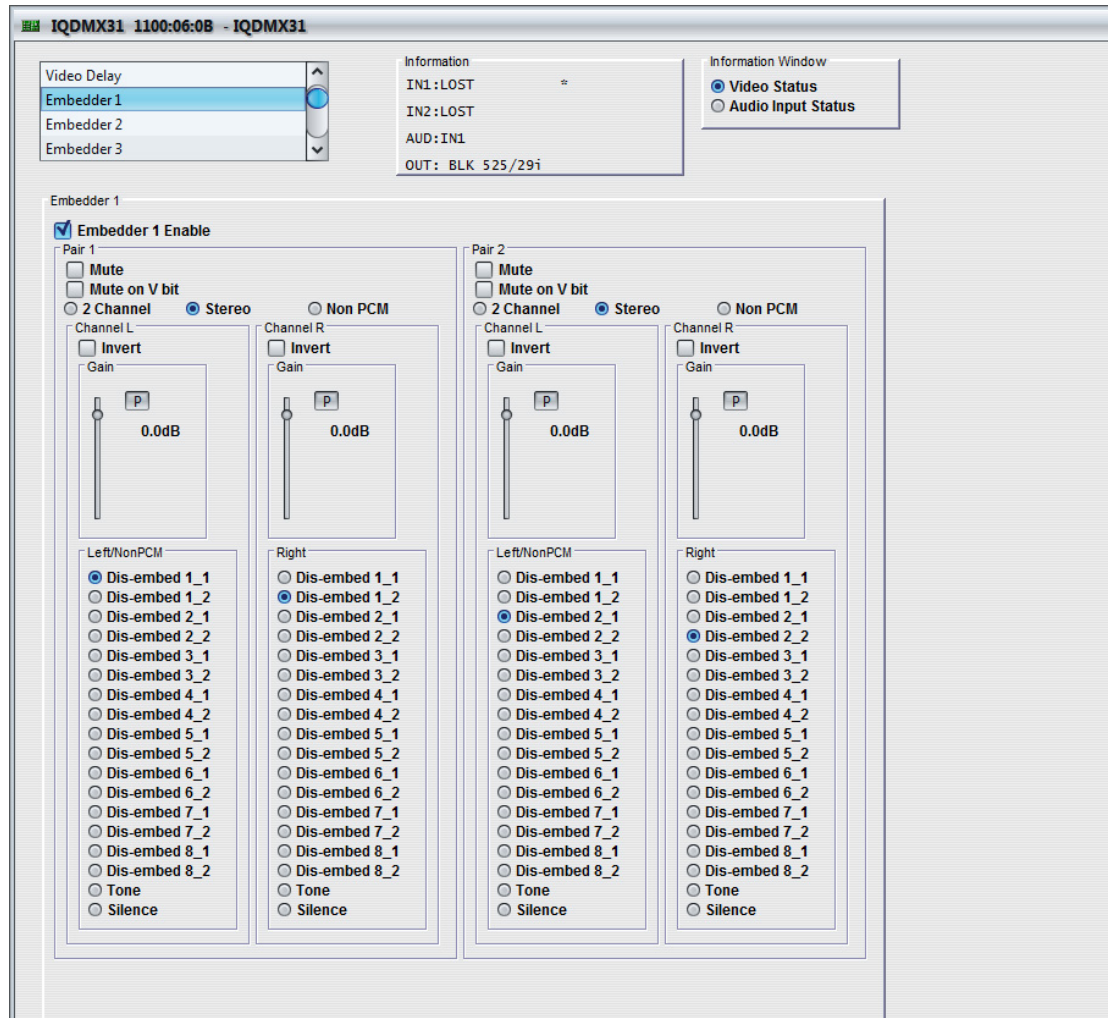 IQDMX31 1100:06:0B - IQDMX31
Video Delay
Embedder 1
Embedder 2
Embedder 3
Information
IN1:LOST *
IN2:LOST
AUD:IN1
OUT: BLK 525/29i
Information Window
Video Status
Audio Input Status
Embedder 1
Embedder 1 Enable
Pair 1
Mute
Mute on V bit
2 Channel Stereo Non PCM
Channel L
Invert
Gain
P
0.0dB
Left/NonPCM
Dis-embed 1_1
Dis-embed 1_2
Dis-embed 2_1
Dis-embed 2_2
Dis-embed 3_1
Dis-embed 3_2
Dis-embed 4_1
Dis-embed 4_2
Dis-embed 5_1
Dis-embed 5_2
Dis-embed 6_1
Dis-embed 6_2
Dis-embed 7_1
Dis-embed 7_2
Dis-embed 8_1
Dis-embed 8_2
Tone
Silence
Channel R
Invert
Gain
P
0.0dB
Right
Dis-embed 1_1
Dis-embed 1_2
Dis-embed 2_1
Dis-embed 2_2
Dis-embed 3_1
Dis-embed 3_2
Dis-embed 4_1
Dis-embed 4_2
Dis-embed 5_1
Dis-embed 5_2
Dis-embed 6_1
Dis-embed 6_2
Dis-embed 7_1
Dis-embed 7_2
Dis-embed 8_1
Dis-embed 8_2
Tone
Silence
Pair 2
Mute
Mute on V bit
2 Channel Stereo Non PCM
Channel L
Invert
Gain
P
0.0dB
Left/NonPCM
Dis-embed 1_1
Dis-embed 1_2
Dis-embed 2_1
Dis-embed 2_2
Dis-embed 3_1
Dis-embed 3_2
Dis-embed 4_1
Dis-embed 4_2
Dis-embed 5_1
Dis-embed 5_2
Dis-embed 6_1
Dis-embed 6_2
Dis-embed 7_1
Dis-embed 7_2
Dis-embed 8_1
Dis-embed 8_2
Tone
Silence
Channel R
Invert
Gain
P
0.0dB
Right
Dis-embed 1_1
Dis-embed 1_2
Dis-embed 2_1
Dis-embed 2_2
Dis-embed 3_1
Dis-embed 3_2
Dis-embed 4_1
Dis-embed 4_2
Dis-embed 5_1
Dis-embed 5_2
Dis-embed 6_1
Dis-embed 6_2
Dis-embed 7_1
Dis-embed 7_2
Dis-embed 8_1
Dis-embed 8_2
Tone
Silence